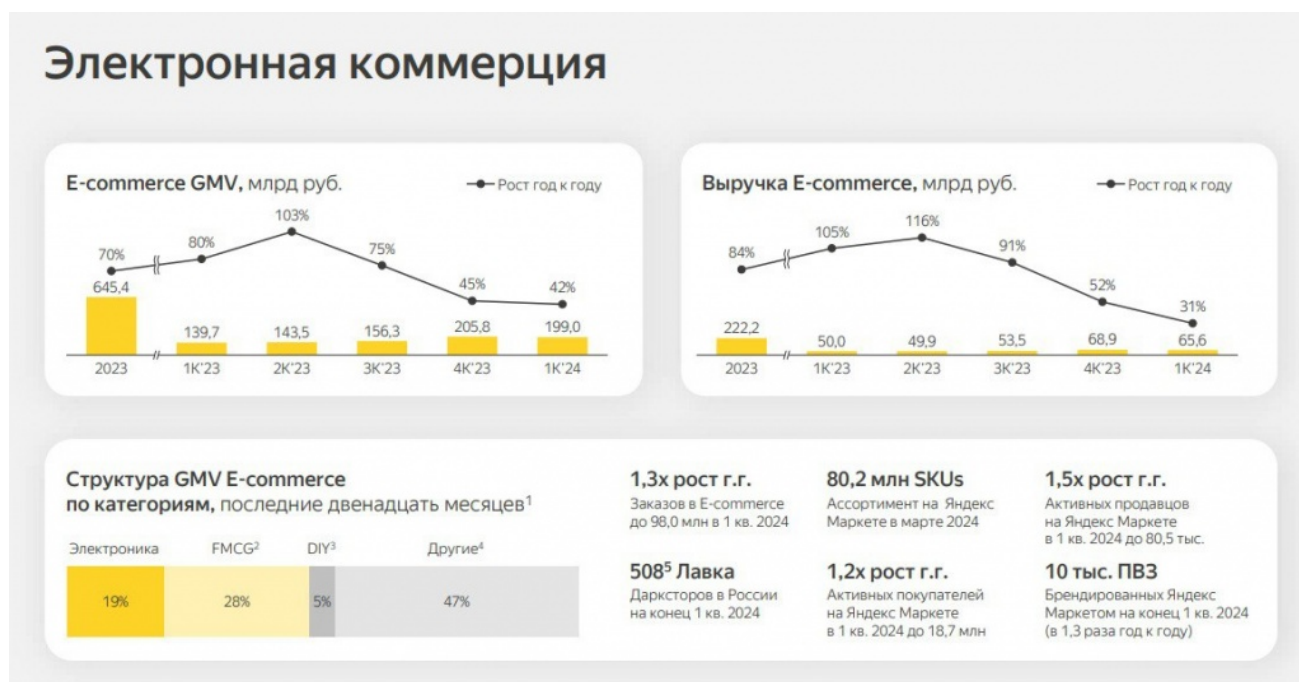 Электронная коммерция
E-commerce GMV, млрд руб.
Рост год к году
70%
80%
103%
75%
45%
42%
645,4
139,7
143,5
156,3
205,8
199,0
2023
1К'23
2К'23
3К'23
4К'23
1К'24
Выручка E-commerce, млрд руб.
Рост год к году
84%
105%
116%
91%
52%
31%
222,2
50,0
49,9
53,5
68,9
65,6
2023
1К'23
2К'23
3К'23
4К'23
1К'24
Структура GMV E-commerce
по категориям, последние двенадцать месяцев¹
Электроника
FMCG²
DIY³
Другие⁴
19%
28%
5%
47%
1,3x рост г.г.
Заказов в E-commerce
до 98,0 млн в 1 кв. 2024
80,2 млн SKUs
Ассортимент на Яндекс
Маркете в марте 2024
1,5x рост г.г.
Активных продавцов
на Яндекс Маркете
в 1 кв. 2024 до 80,5 тыс.
508⁵ Лавка
Даркcторов в России
на конец 1 кв. 2024
1,2x рост г.г.
Активных покупателей
на Яндекс Маркете
в 1 кв. 2024 до 18,7 млн
10 тыс. ПВЗ
Брендированных Яндекс
Маркетом на конец 1 кв. 2024
(в 1,3 раза год к году)